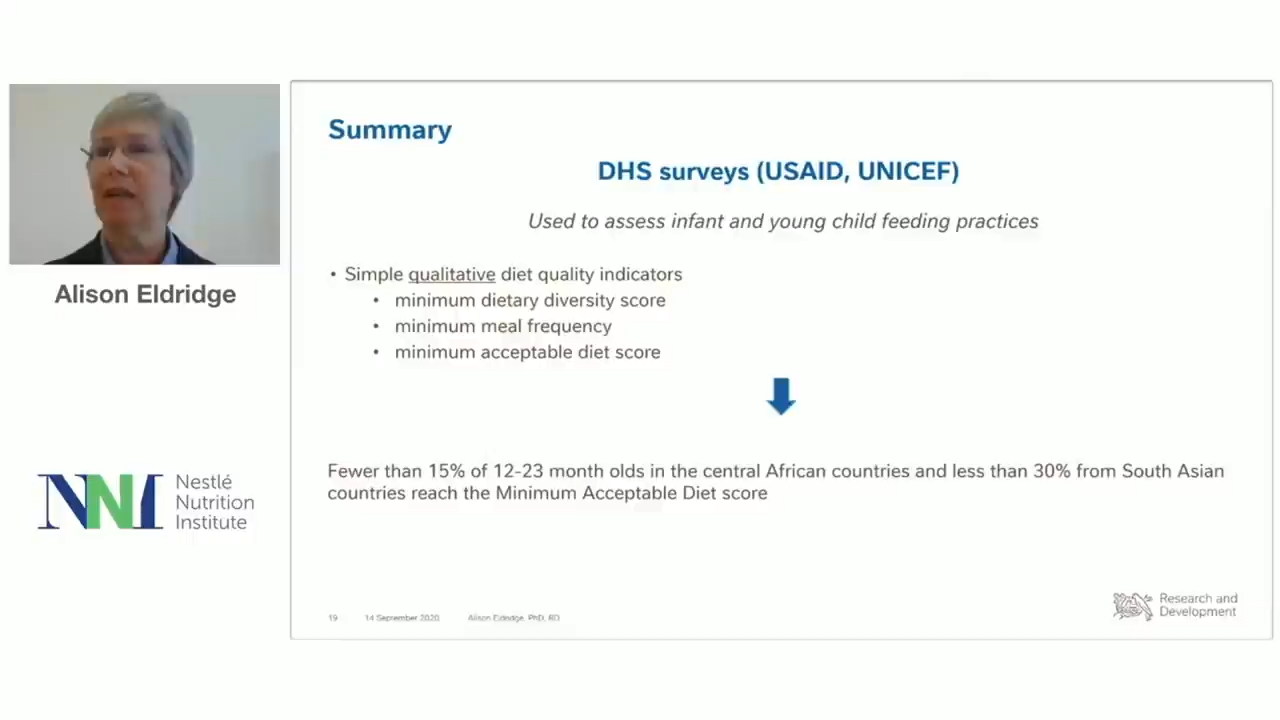 Summary
DHS surveys (USAID, UNICEF)
Used to assess infant and young child feeding practices
• Simple qualitative diet quality indicators
• minimum dietary diversity score
• minimum meal frequency
• minimum acceptable diet score
Fewer than 15% of 12-23 month olds in the central African countries and less than 30% from South Asian
countries reach the Minimum Acceptable Diet score
Alison Eldridge
NNI
Nestlé
Nutrition
Institute
19 14 September 2020 Alison Eldridge, PhD, RD
Research and
Development